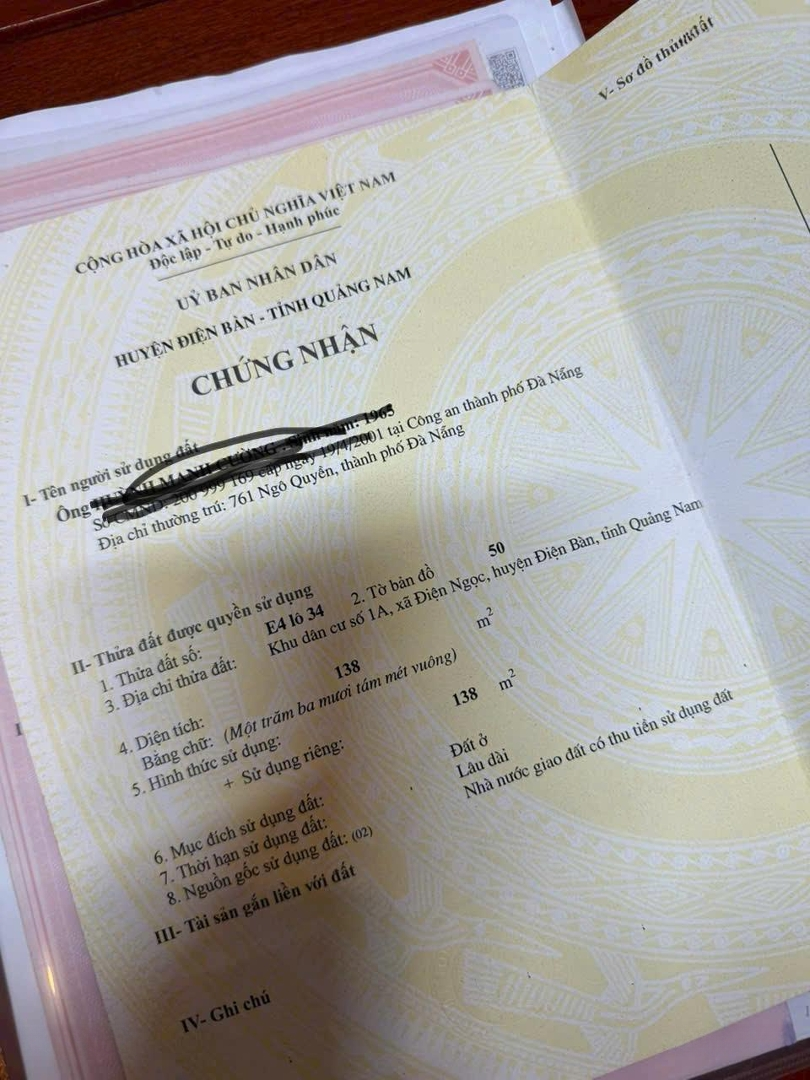 CỘNG HÒA XÃ HỘI CHỦ NGHĨA VIỆT NAM
Độc lập - Tự do - Hạnh phúc
UỶ BAN NHÂN DÂN
HUYỆN ĐIỆN BÀN - TỈNH QUẢNG NAM
CHỨNG NHẬN
I- Tên người sử dụng đất
Ông
cấp ngày 19/4/2001 tại Công an thành phố Đà Nẵng
Địa chỉ thường trú: 761 Ngô Quyền, thành phố Đà Nẵng
II- Thửa đất được quyền sử dụng
1. Thửa đất số: E4 lô 34 2. Tờ bản đồ 50
3. Địa chỉ thửa đất: Khu dân cư số 1A, xã Điện Ngọc, huyện Điện Bàn, tỉnh Quảng Nam
4. Diện tích: 138 m²
Bằng chữ: (Một trăm ba mươi tám mét vuông)
5. Hình thức sử dụng:
+ Sử dụng riêng: 138 m²
6. Mục đích sử dụng đất: Đất ở
7. Thời hạn sử dụng đất: Lâu dài
8. Nguồn gốc sử dụng đất: (02) Nhà nước giao đất có thu tiền sử dụng đất
III- Tài sản gắn liền với đất
IV- Ghi chú
V- Sơ đồ thửa đất